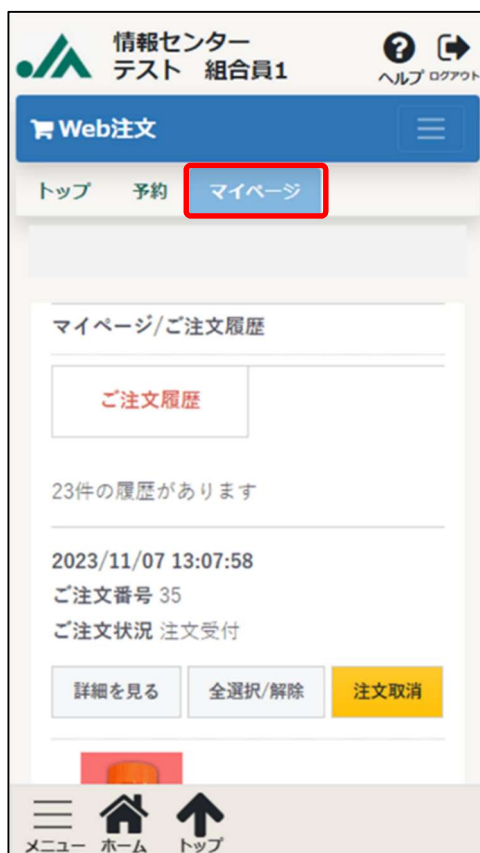 情報センター
テスト　組合員1
ヘルプ ログアウト
Web注文
トップ 予約 マイページ
マイページ/ご注文履歴
ご注文履歴
23件の履歴があります
2023/11/07 13:07:58
ご注文番号 35
ご注文状況 注文受付
詳細を見る 全選択/解除 注文取消
メニュー ホーム トップ